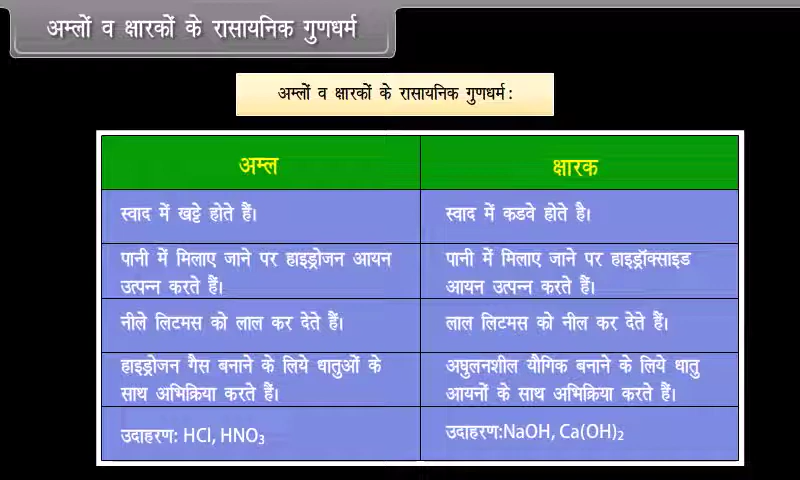 अम्लों व क्षारकों के रासायनिक गुणधर्म
अम्लों व क्षारकों के रासायनिक गुणधर्म:
अम्ल
क्षारक
स्वाद में खट्टे होते हैं।
स्वाद में कडवे होते है।
पानी में मिलाए जाने पर हाइड्रोजन आयन
उत्पन्न करते हैं।
पानी में मिलाए जाने पर हाइड्रॉक्साइड
आयन उत्पन्न करते हैं।
नीले लिटमस को लाल कर देते हैं।
लाल लिटमस को नील कर देते हैं।
हाइड्रोजन गैस बनाने के लिये धातुओं के
साथ अभिक्रिया करते हैं।
अघुलनशील यौगिक बनाने के लिये धातु
आयनों के साथ अभिक्रिया करते हैं।
उदाहरण: HCl, HNO₃
उदाहरण:NaOH, Ca(OH)₂